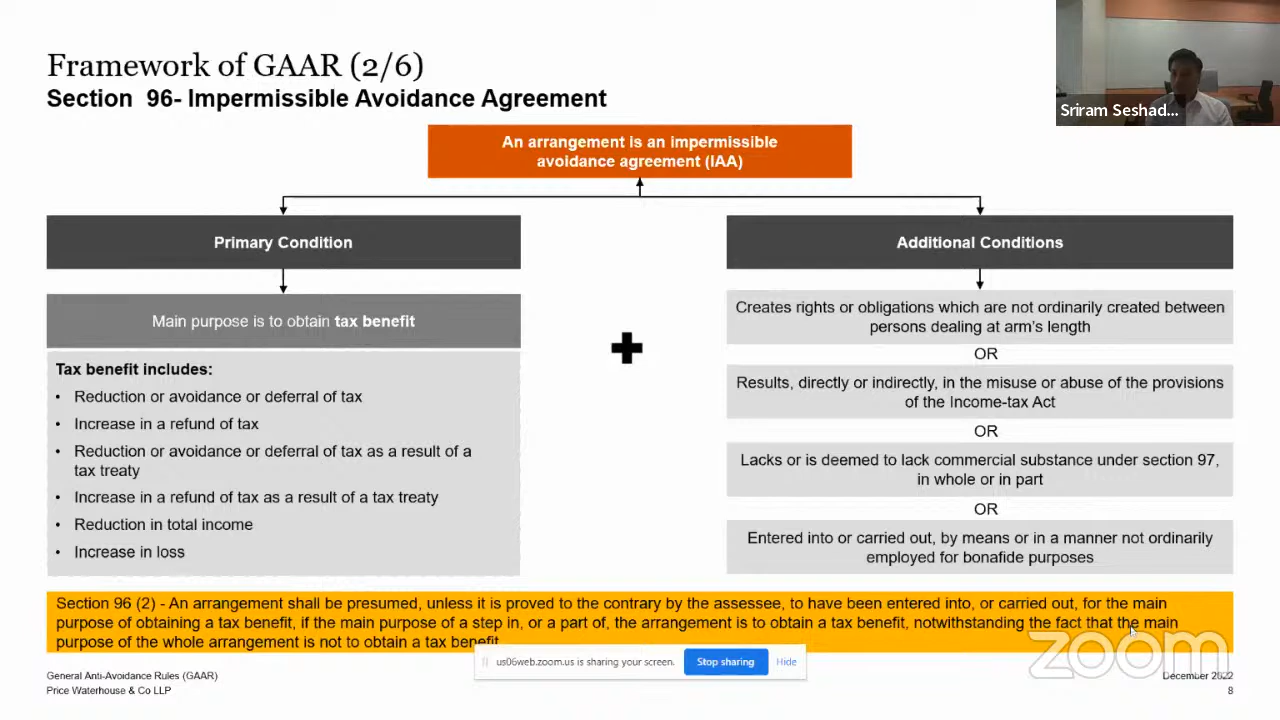 Framework of GAAR (2/6)
Section 96- Impermissible Avoidance Agreement
Sriram Seshad...
An arrangement is an impermissible
avoidance agreement (IAA)
Primary Condition
Main purpose is to obtain tax benefit
Tax benefit includes:
• Reduction or avoidance or deferral of tax
• Increase in a refund of tax
• Reduction or avoidance or deferral of tax as a result of a
tax treaty
• Increase in a refund of tax as a result of a tax treaty
• Reduction in total income
• Increase in loss
Additional Conditions
Creates rights or obligations which are not ordinarily created between
persons dealing at arm's length
OR
Results, directly or indirectly, in the misuse or abuse of the provisions
of the Income-tax Act
OR
Lacks or is deemed to lack commercial substance under section 97,
in whole or in part
OR
Entered into or carried out, by means or in a manner not ordinarily
employed for bonafide purposes
Section 96 (2) - An arrangement shall be presumed, unless it is proved to the contrary by the assessee, to have been entered into, or carried out, for the main
purpose of obtaining a tax benefit, if the main purpose of a step in, or a part of, the arrangement is to obtain a tax benefit, notwithstanding the fact that the main
purpose of the whole arrangement is not to obtain a tax benefit
us06web.zoom.us is sharing your screen.
Stop sharing
Hide
zoom
General Anti-Avoidance Rules (GAAR)
Price Waterhouse & Co LLP
December 2022
8